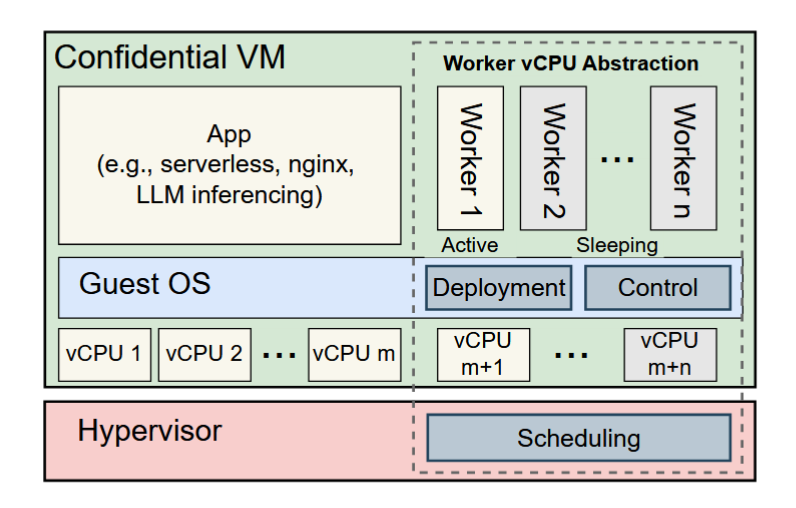 Confidential VM
Worker vCPU Abstraction
App
(e.g., serverless, nginx,
LLM inferencing)
Worker 1
Worker 2
...
Worker n
Active
Sleeping
Guest OS
Deployment
Control
vCPU 1
vCPU 2
...
vCPU m
vCPU
m+1
...
vCPU
m+n
Hypervisor
Scheduling